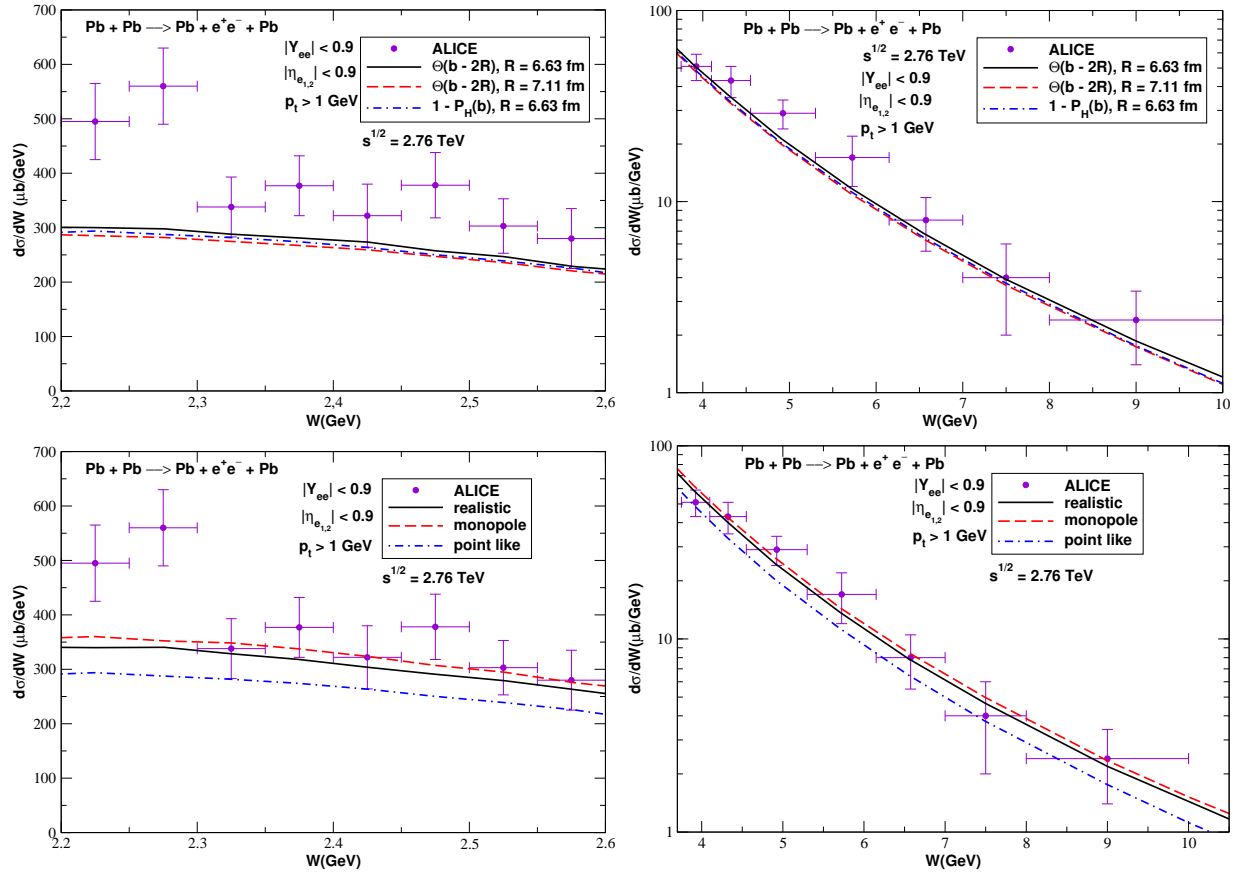 Pb + Pb —> Pb + e⁺e⁻ + Pb
|Y_ee| < 0.9
|η_e1,2| < 0.9
p_t > 1 GeV
s^1/2 = 2.76 TeV
ALICE
Θ(b - 2R), R = 6.63 fm
Θ(b - 2R), R = 7.11 fm
1 - P_H(b), R = 6.63 fm
dσ/dW (μb/GeV)
700
600
500
400
300
200
100
0
2,2 2,3 2,4 2,5 2,6
W(GeV)
Pb + Pb —> Pb + e⁺e⁻ + Pb
s^1/2 = 2.76 TeV
|Y_ee| < 0.9
|η_e1,2| < 0.9
p_t > 1 GeV
ALICE
Θ(b - 2R), R = 6.63 fm
Θ(b - 2R), R = 7.11 fm
1 - P_H(b), R = 6.63 fm
dσ/dW(μb/GeV)
100
10
1
4 5 6 7 8 9 10
W(GeV)
Pb + Pb —> Pb + e⁺e⁻ + Pb
|Y_ee| < 0.9
|η_e1,2| < 0.9
p_t > 1 GeV
ALICE
realistic
monopole
point like
s^1/2 = 2.76 TeV
dσ/dW (μb/GeV)
700
600
500
400
300
200
100
0
2,2 2,3 2,4 2,5 2,6
W(GeV)
Pb + Pb —> Pb + e⁺ e⁻ + Pb
|Y_ee| < 0.9
|η_e1,2| < 0.9
p_t > 1 GeV
ALICE
realistic
monopole
point like
s^1/2 = 2.76 TeV
dσ/dW(μb/GeV)
100
10
1
4 5 6 7 8 9 10
W(GeV)